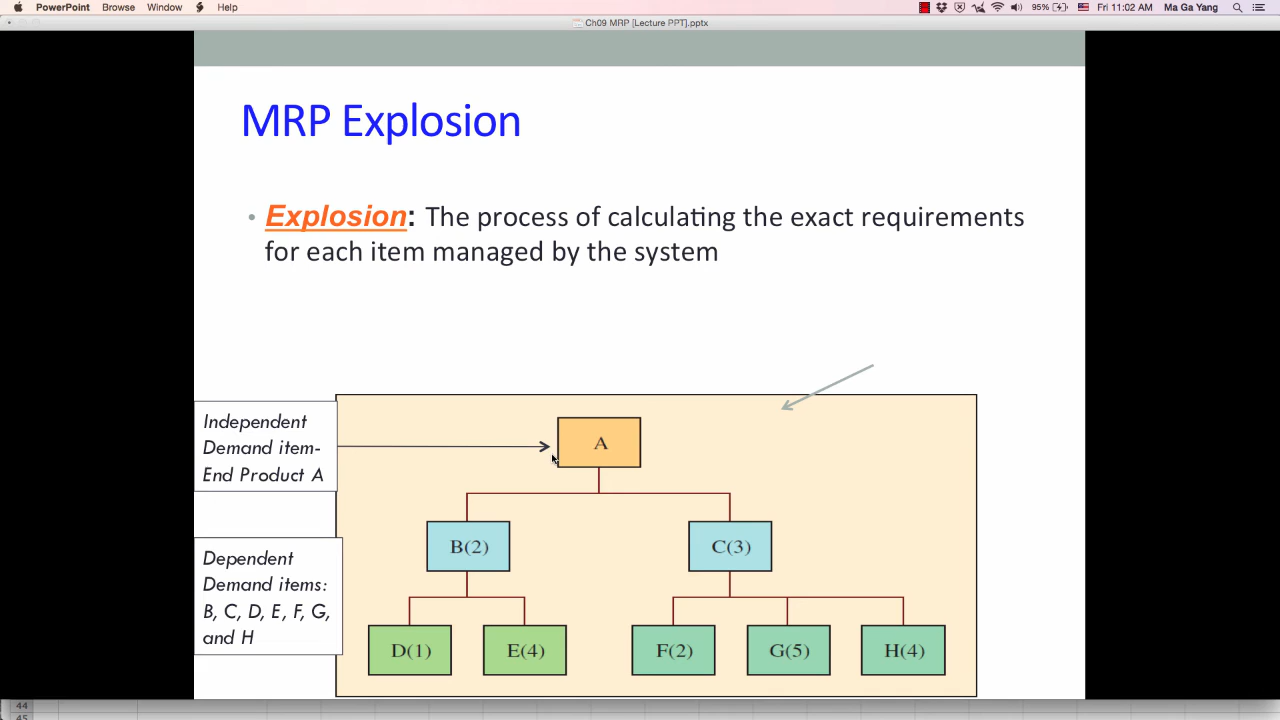 PowerPoint Browse Window Help 95% Fri 11:02 AM Ma Ga Yang
Ch09 MRP [Lecture PPT].pptx
MRP Explosion
• Explosion: The process of calculating the exact requirements
for each item managed by the system
Independent
Demand item-
End Product A
A
B(2) C(3)
Dependent
Demand items:
B, C, D, E, F, G,
and H
D(1) E(4) F(2) G(5) H(4)
44
45